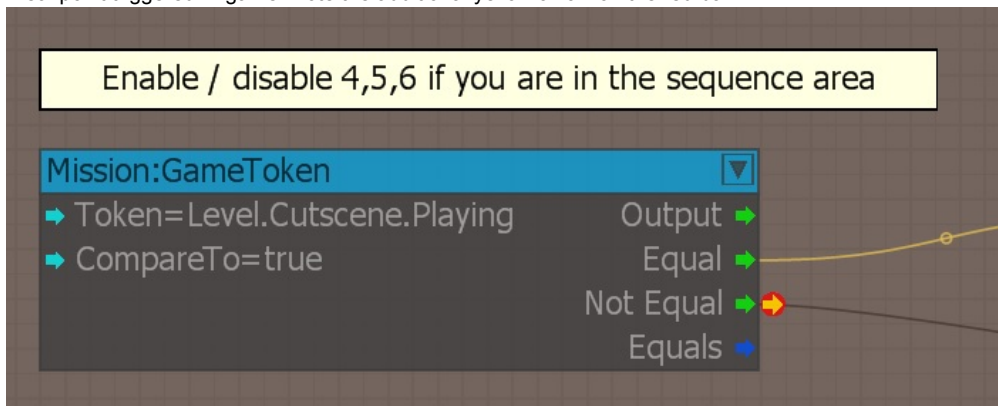 Enable / disable 4,5,6 if you are in the sequence area
Mission:GameToken
Token=Level.Cutscene.Playing Output
CompareTo=true Equal
Not Equal
Equals